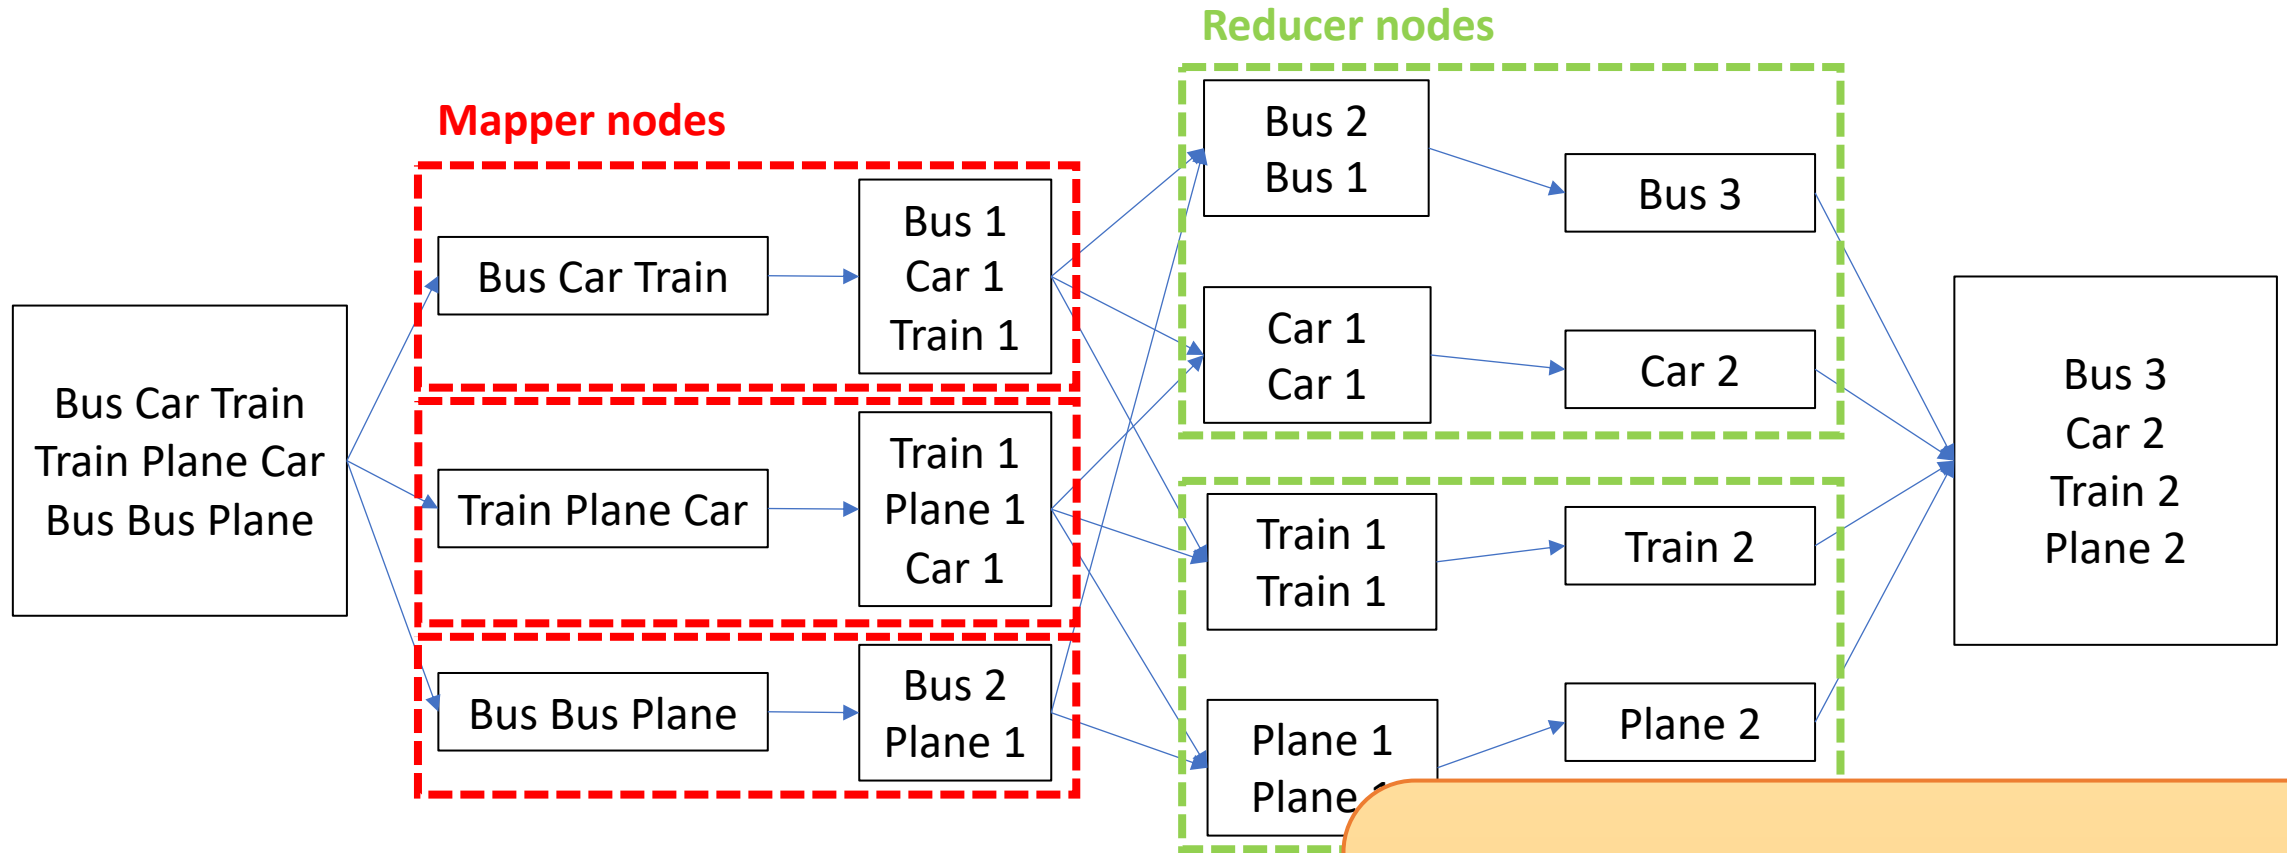 Reducer nodes
Mapper nodes
Bus Car Train
Train Plane Car
Bus Bus Plane
Bus Car Train
Bus 1
Car 1
Train 1
Train Plane Car
Train 1
Plane 1
Car 1
Bus Bus Plane
Bus 2
Plane 1
Bus 2
Bus 1
Bus 3
Car 1
Car 1
Car 2
Train 1
Train 1
Train 2
Plane 1
Plane
Plane 2
Bus 3
Car 2
Train 2
Plane 2